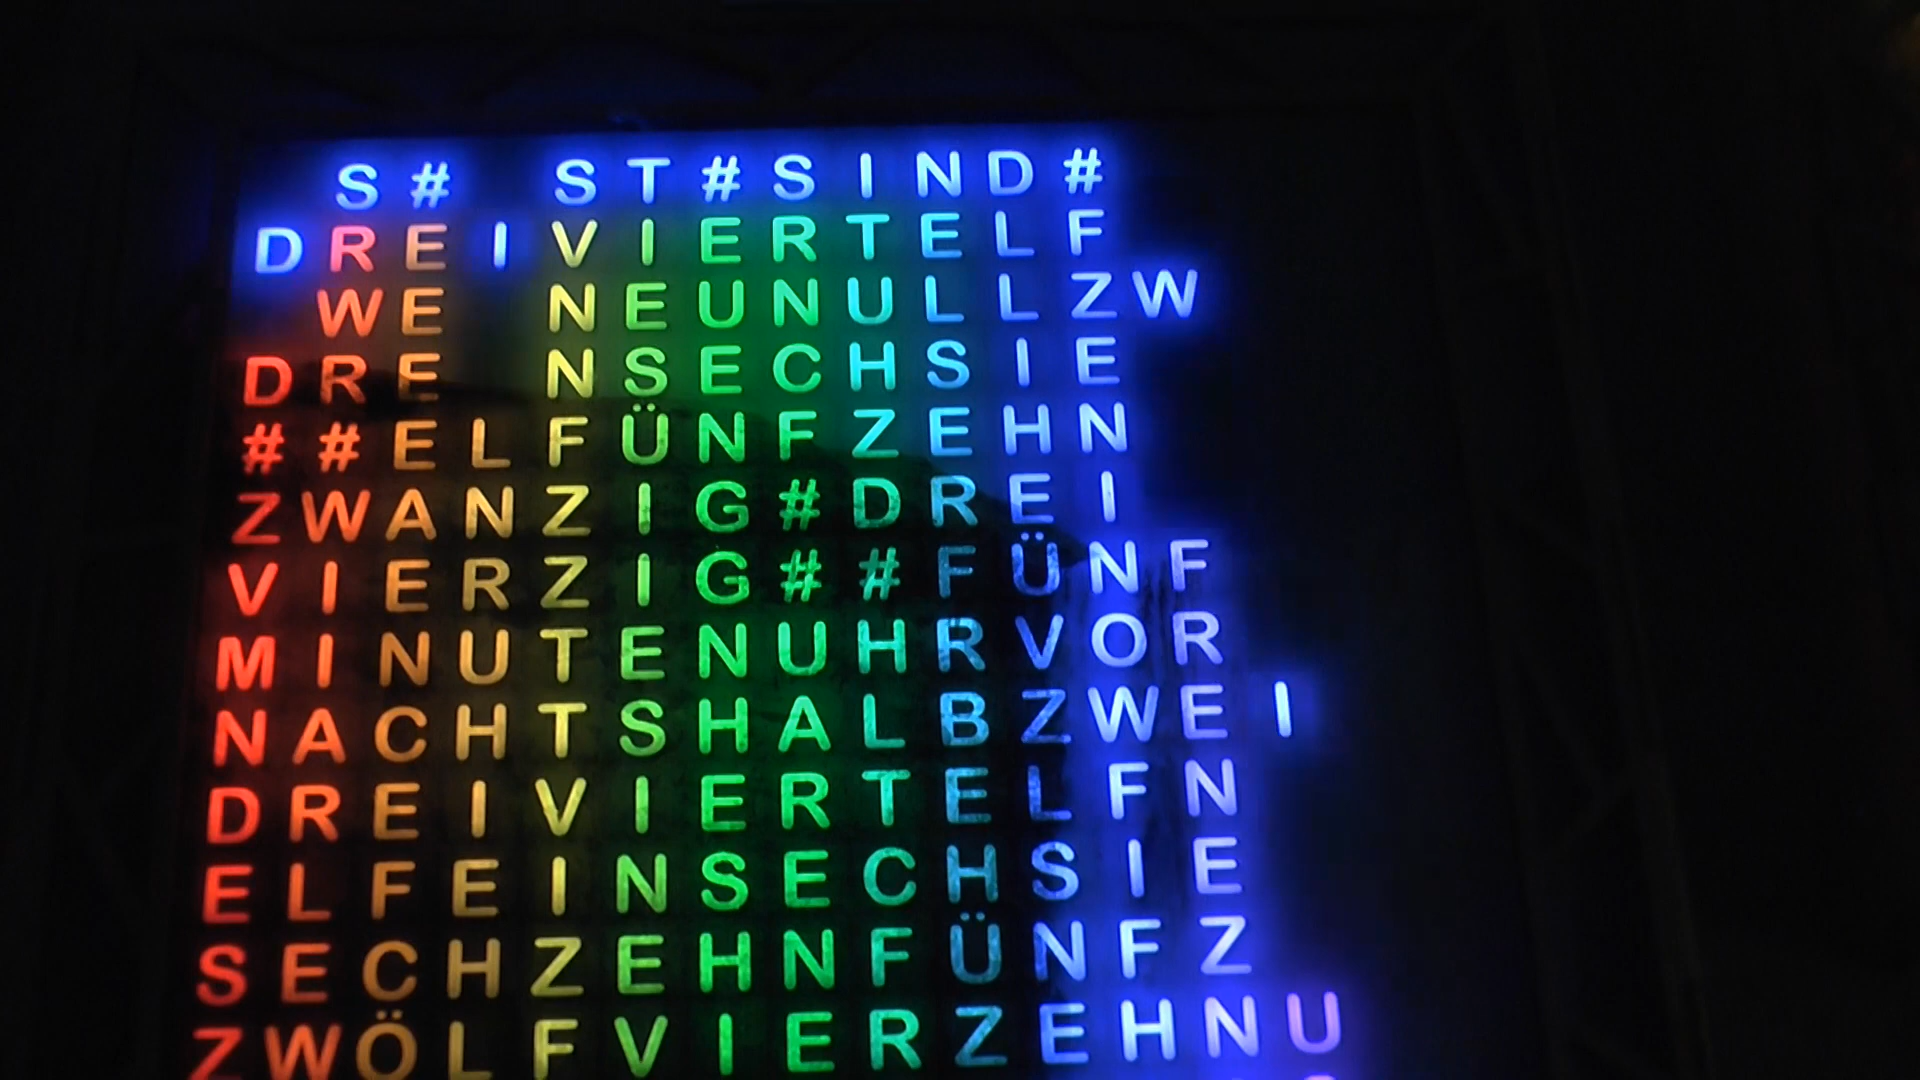 S# ST#SIND#
DREIVIERTELF
WE NEUNULLZW
DRE NSECHSIE
##ELFÜNFZEHN
ZWANZIG#DREI
VIERZIG##FÜNF
MINUTENUHRVOR
NACHTSHALBZWEI
DREIVIERTELFN
ELFEINSECHSIE
SECHZEHNFÜNFZ
ZWÖLFVIERZEHNU